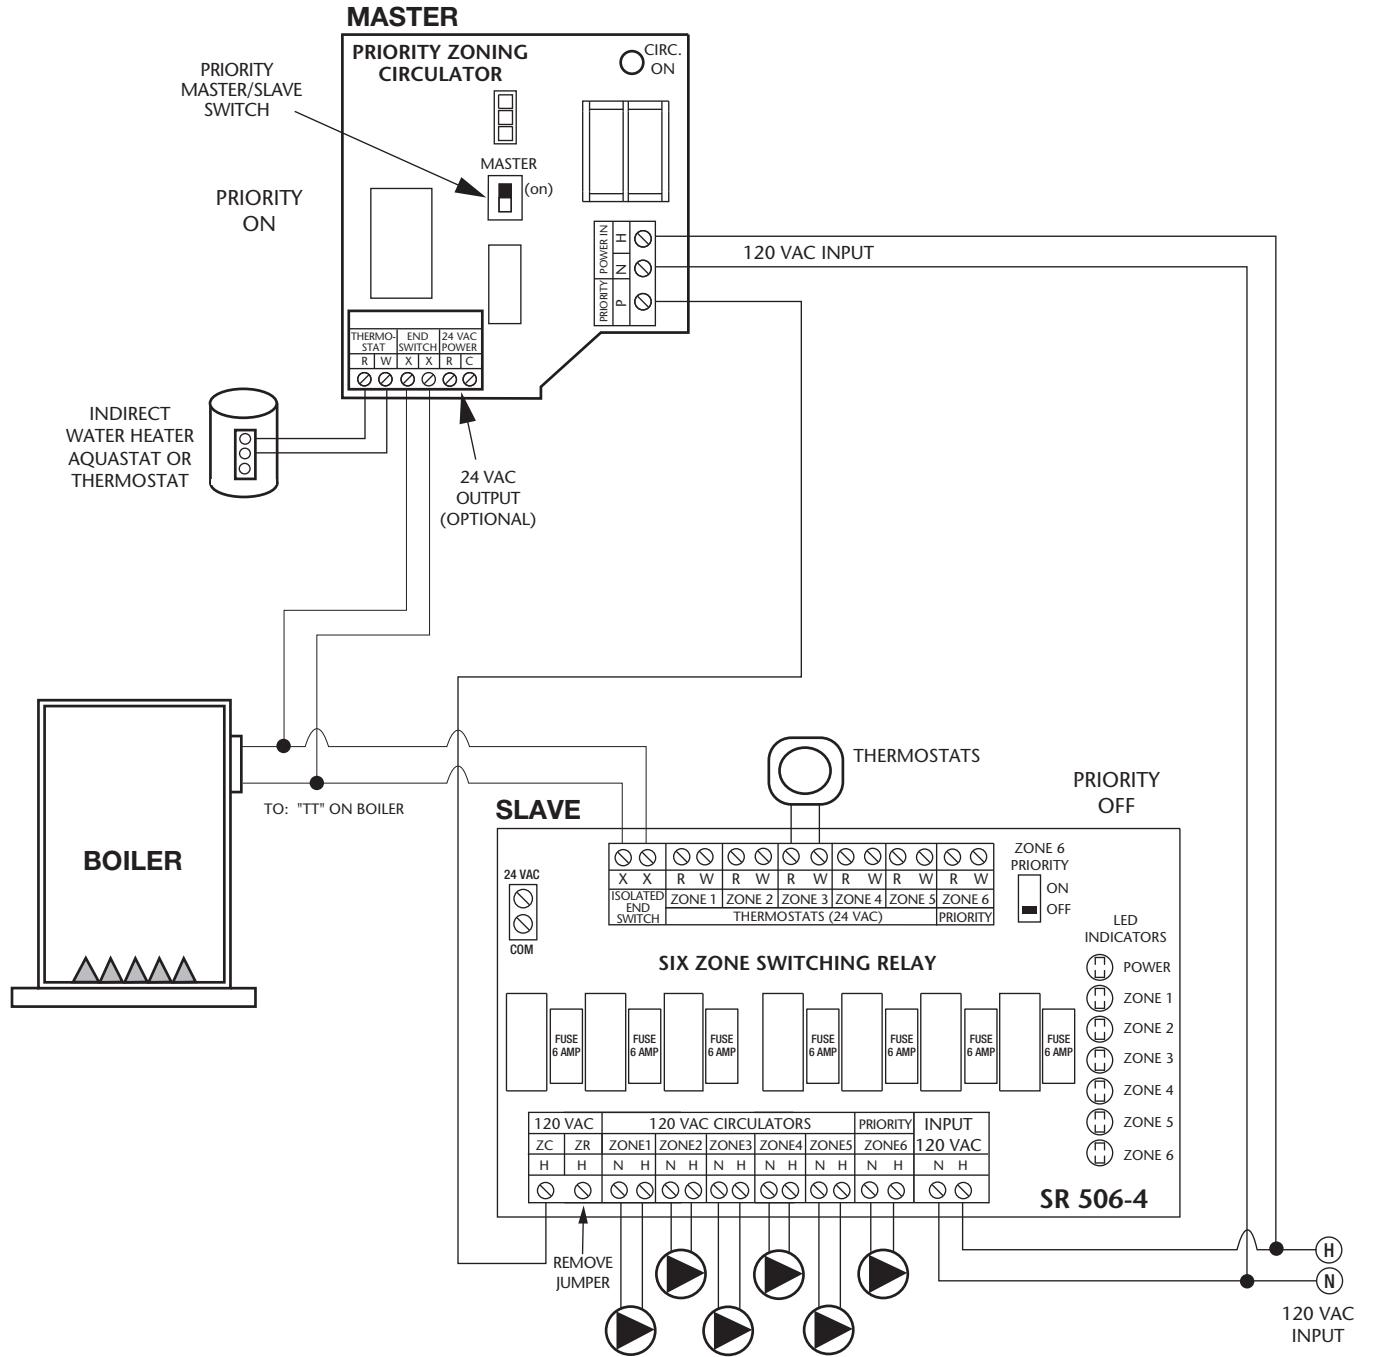 MASTER
PRIORITY ZONING
CIRCULATOR
CIRC.
ON
PRIORITY
MASTER/SLAVE
SWITCH
MASTER
(on)
PRIORITY
ON
POWER IN
H
N
PRIORITY
P
120 VAC INPUT
THERMO-
STAT
END
SWITCH
24 VAC
POWER
R W X X R C
INDIRECT
WATER HEATER
AQUASTAT OR
THERMOSTAT
24 VAC
OUTPUT
(OPTIONAL)
THERMOSTATS
PRIORITY
OFF
TO: "TT" ON BOILER
BOILER
SLAVE
24 VAC
COM
X X R W R W R W R W R W R W
ISOLATED
END
SWITCH
ZONE 1 ZONE 2 ZONE 3 ZONE 4 ZONE 5 ZONE 6
THERMOSTATS (24 VAC)
PRIORITY
ZONE 6
PRIORITY
ON
OFF
LED
INDICATORS
POWER
ZONE 1
ZONE 2
ZONE 3
ZONE 4
ZONE 5
ZONE 6
SIX ZONE SWITCHING RELAY
FUSE
6 AMP
FUSE
6 AMP
FUSE
6 AMP
FUSE
6 AMP
FUSE
6 AMP
FUSE
6 AMP
FUSE
6 AMP
120 VAC
120 VAC CIRCULATORS
PRIORITY
INPUT
120 VAC
ZC ZR ZONE1 ZONE2 ZONE3 ZONE4 ZONE5 ZONE6
H H N H N H N H N H N H N H N H
SR 506-4
REMOVE
JUMPER
H
N
120 VAC
INPUT